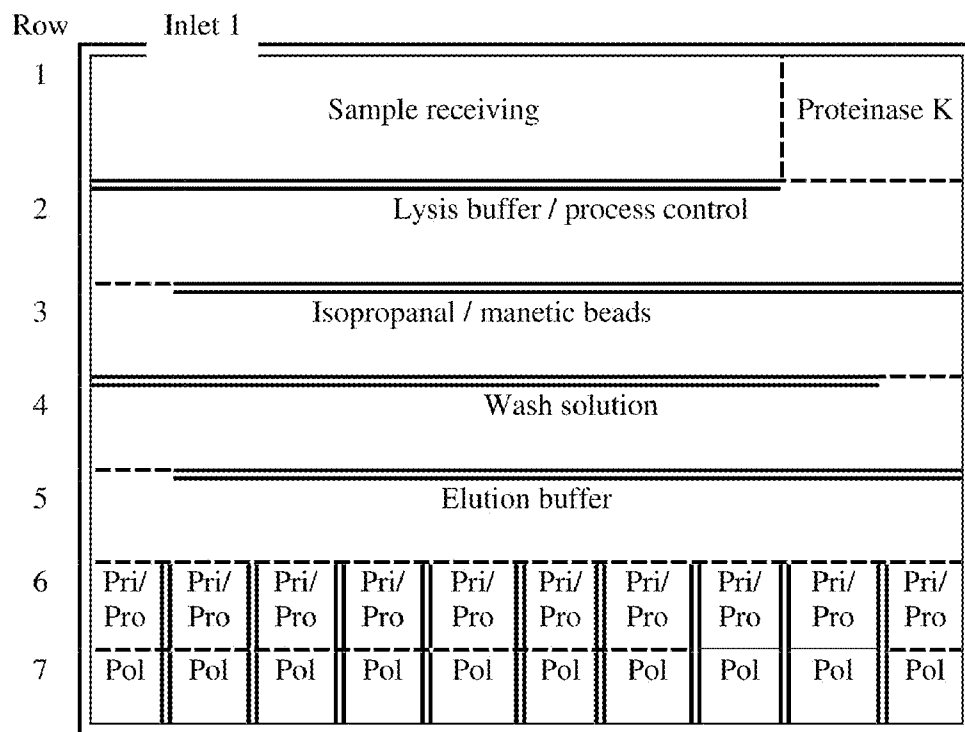 Row Inlet 1
1 Sample receiving Proteinase K
2 Lysis buffer / process control
3 Isopropanal / manetic beads
4 Wash solution
5 Elution buffer
6 Pri/ Pri/ Pri/ Pri/ Pri/ Pri/ Pri/ Pri/ Pri/ Pri/
Pro Pro Pro Pro Pro Pro Pro Pro Pro Pro
7 Pol Pol Pol Pol Pol Pol Pol Pol Pol Pol